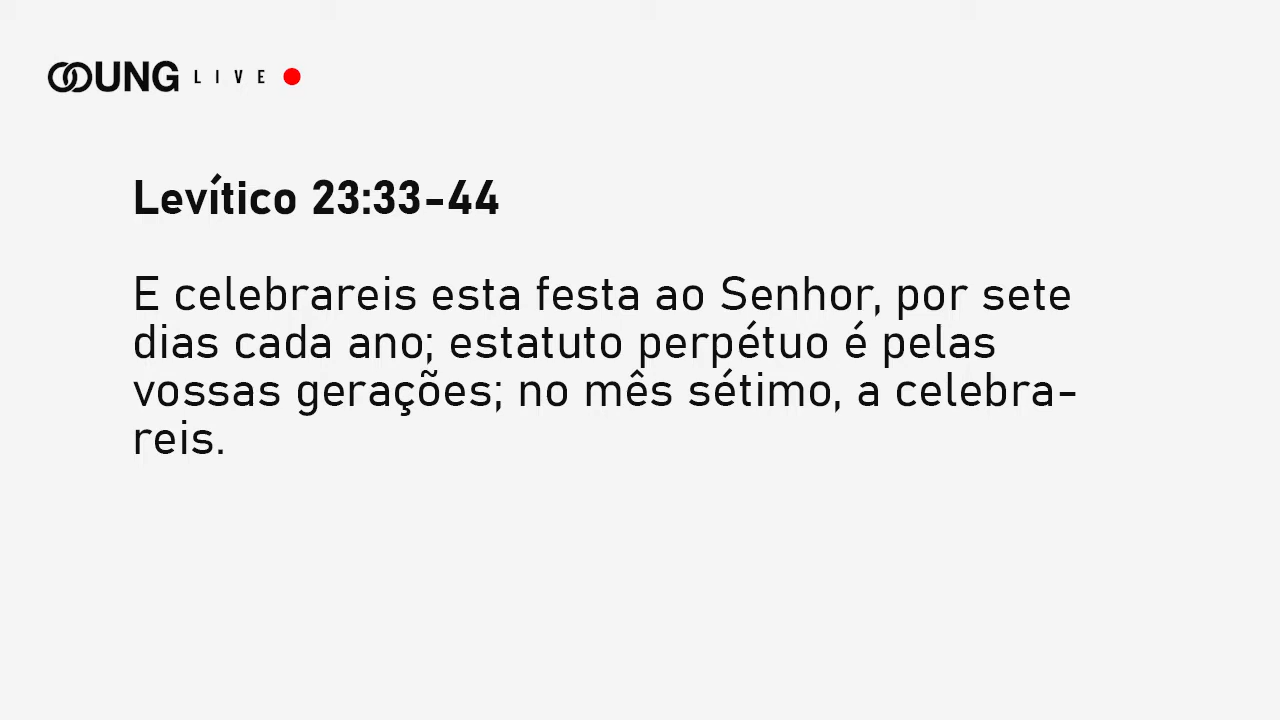 OOUNG LIVE
Levítico 23:33-44
E celebrareis esta festa ao Senhor, por sete
dias cada ano; estatuto perpétuo é pelas
vossas gerações; no mês sétimo, a celebra-
reis.